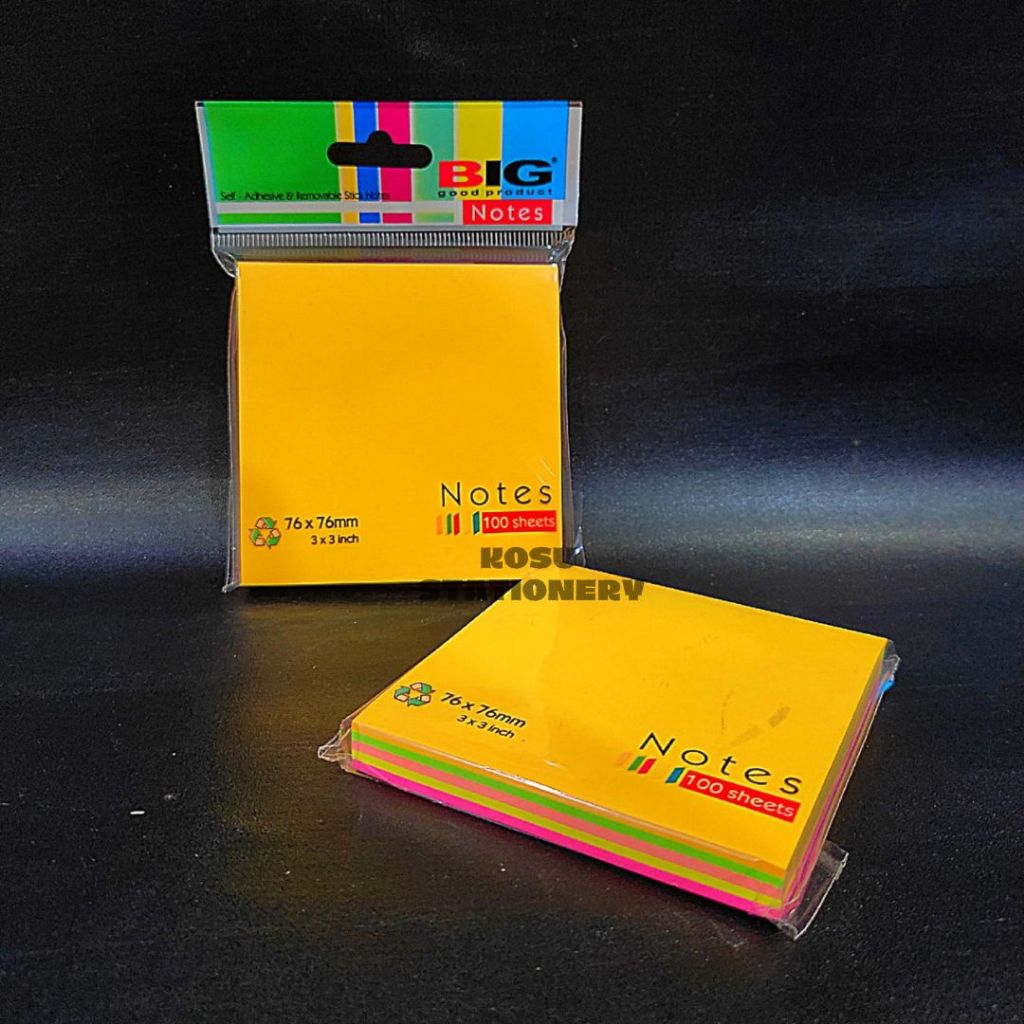 BIG®
good product
Self - Adhesive & Removable Stick Notes
Notes
Notes
100 sheets
76 x 76mm
3 x 3 inch
KOSU
STATIONERY
76 x 76mm
3 x 3 inch
Notes
100 sheets